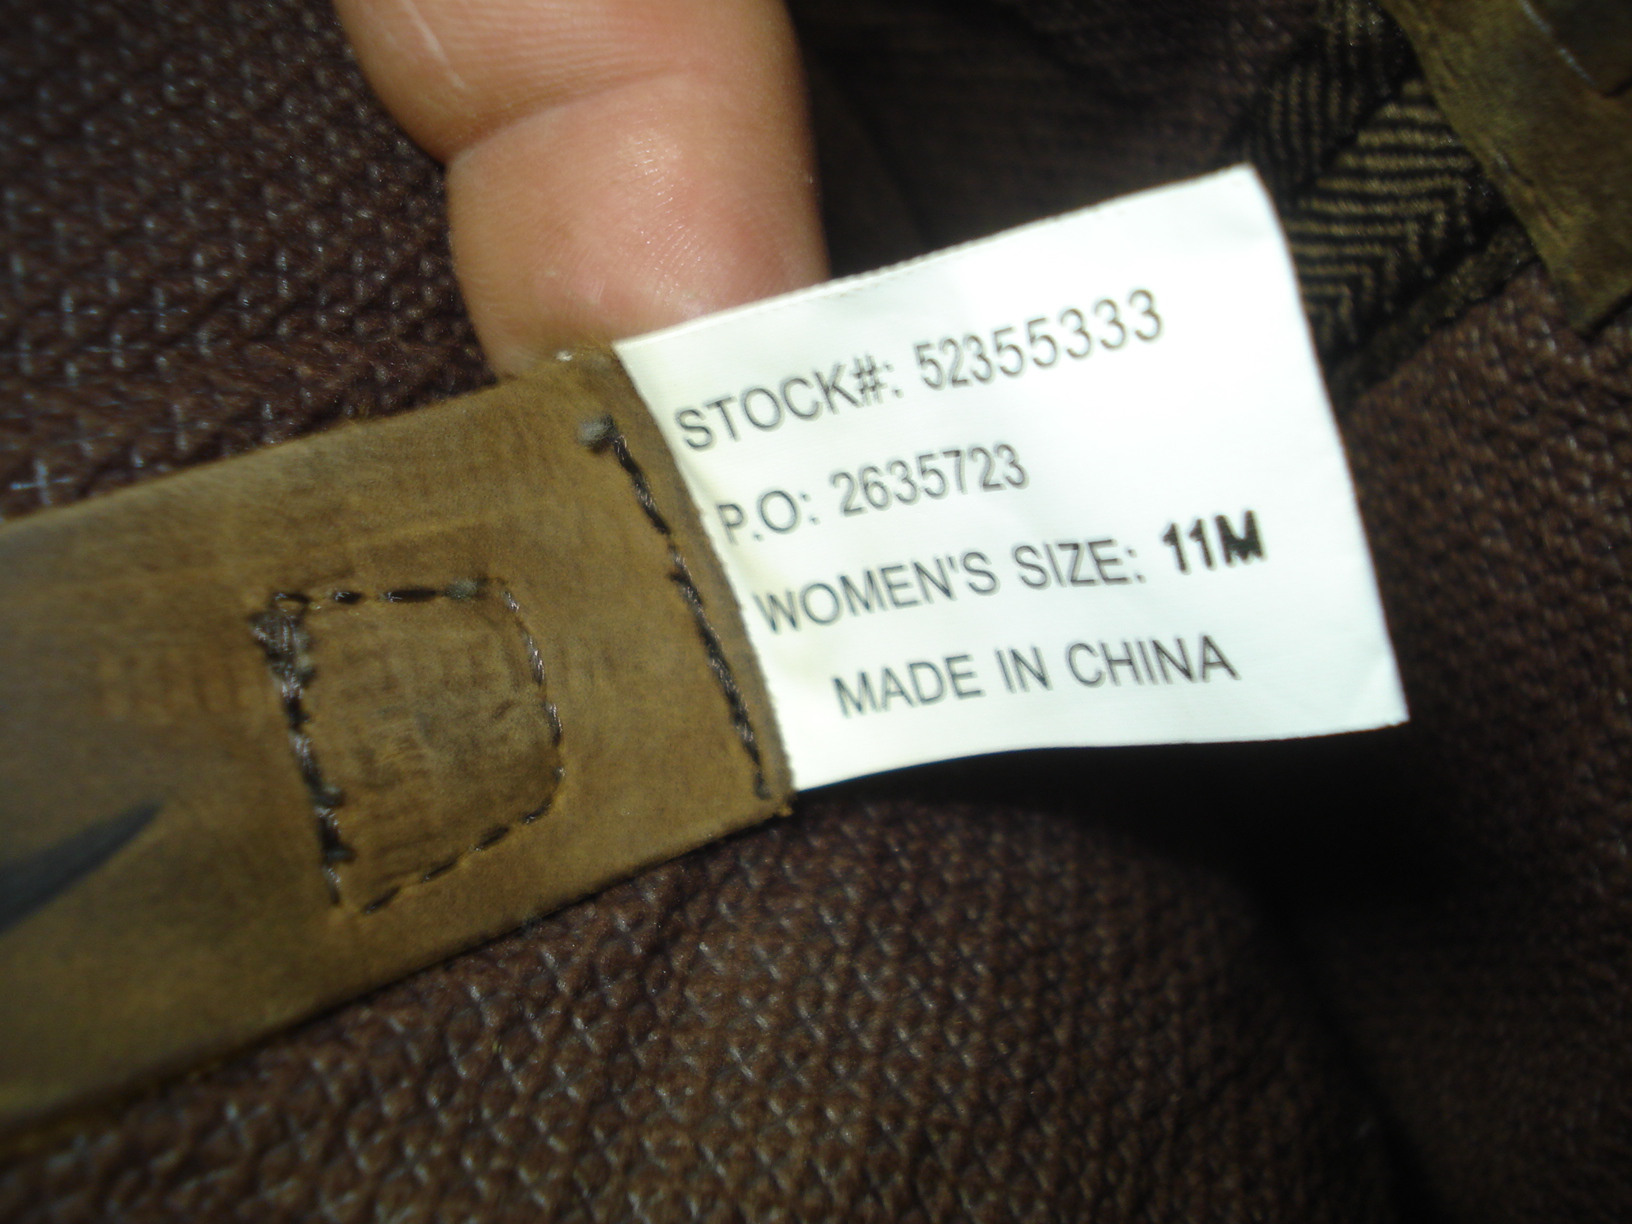 STOCK#: 52355333
P.O: 2635723
WOMEN'S SIZE: 11M
MADE IN CHINA